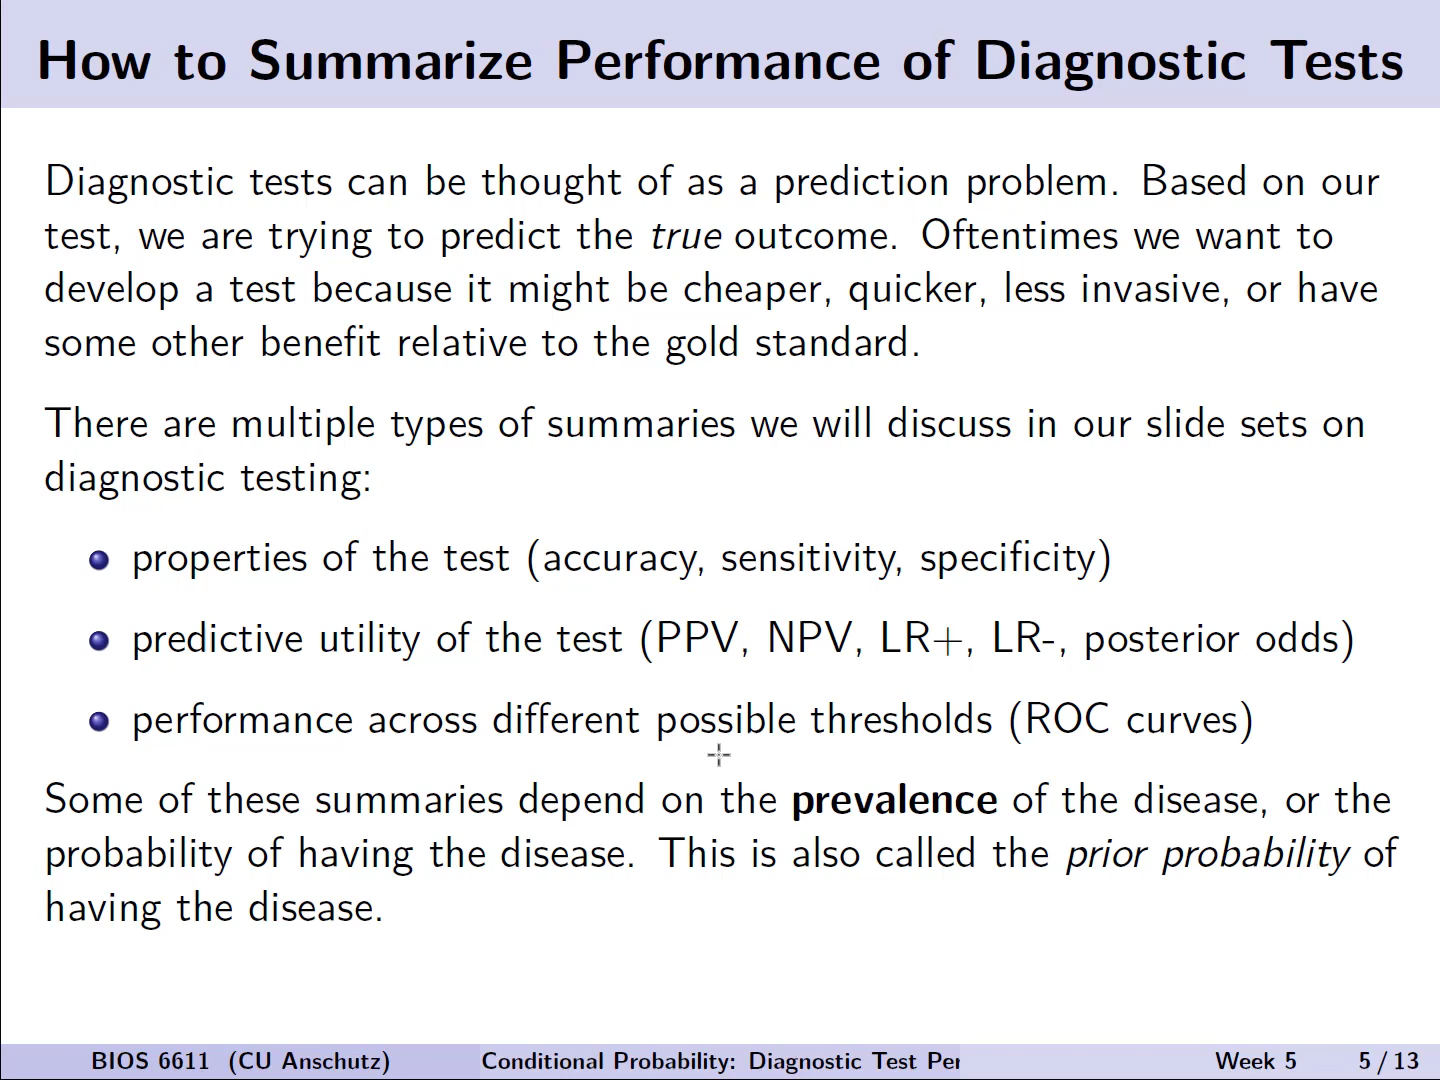 How to Summarize Performance of Diagnostic Tests
Diagnostic tests can be thought of as a prediction problem. Based on our
test, we are trying to predict the true outcome. Oftentimes we want to
develop a test because it might be cheaper, quicker, less invasive, or have
some other benefit relative to the gold standard.
There are multiple types of summaries we will discuss in our slide sets on
diagnostic testing:
properties of the test (accuracy, sensitivity, specificity)
predictive utility of the test (PPV, NPV, LR+, LR-, posterior odds)
performance across different possible thresholds (ROC curves)
Some of these summaries depend on the prevalence of the disease, or the
probability of having the disease. This is also called the prior probability of
having the disease.
BIOS 6611 (CU Anschutz) Conditional Probability: Diagnostic Test Per Week 5 5 / 13